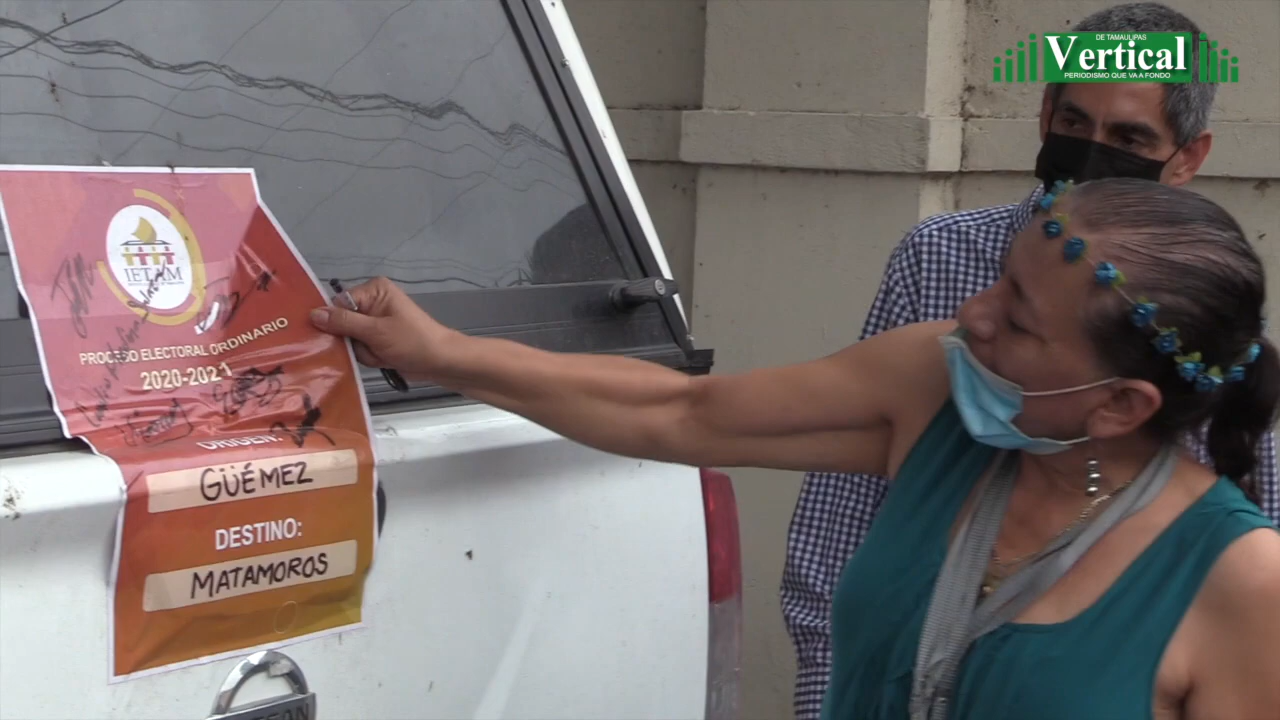 DE TAMAULIPAS
Vertical
PERIODISMO QUE VA A FONDO
IETAM
PROCESO ELECTORAL ORDINARIO
2020-2021
ORIGEN:
GÜÉMEZ
DESTINO:
MATAMOROS